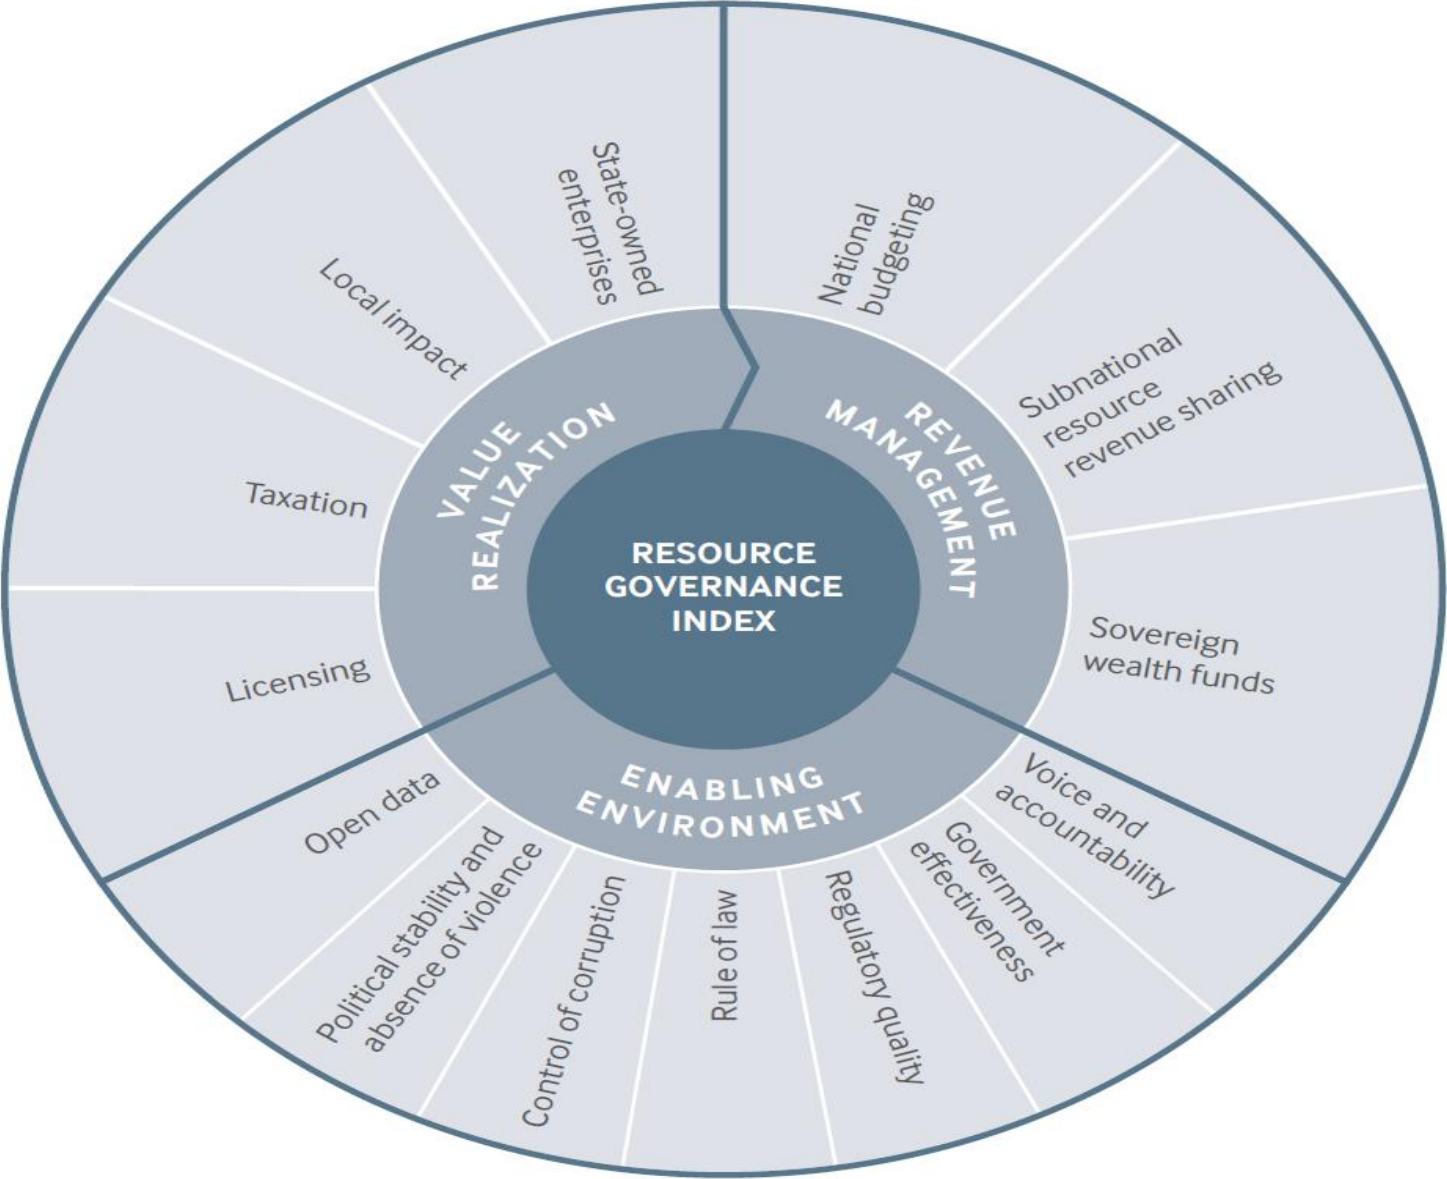 RESOURCE
GOVERNANCE
INDEX
VALUE
REALIZATION
REVENUE
MANAGEMENT
ENABLING
ENVIRONMENT
State-owned
enterprises
Local impact
Taxation
Licensing
National
budgeting
Subnational
resource
revenue sharing
Sovereign
wealth funds
Voice and
accountability
Government
effectiveness
Regulatory quality
Rule of law
Control of corruption
Political stability and
absence of violence
Open data